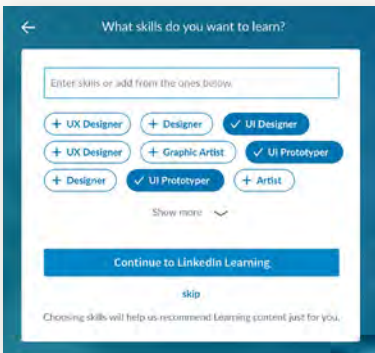 What skills do you want to learn?
Enter skills or add from the ones below.
+ UX Designer + Designer ✓ UI Designer
+ UX Designer + Graphic Artist ✓ UI Prototyper
+ Designer ✓ UI Prototyper + Artist
Show more
Continue to LinkedIn Learning
skip
Choosing skills will help us recommend Learning content just for you.